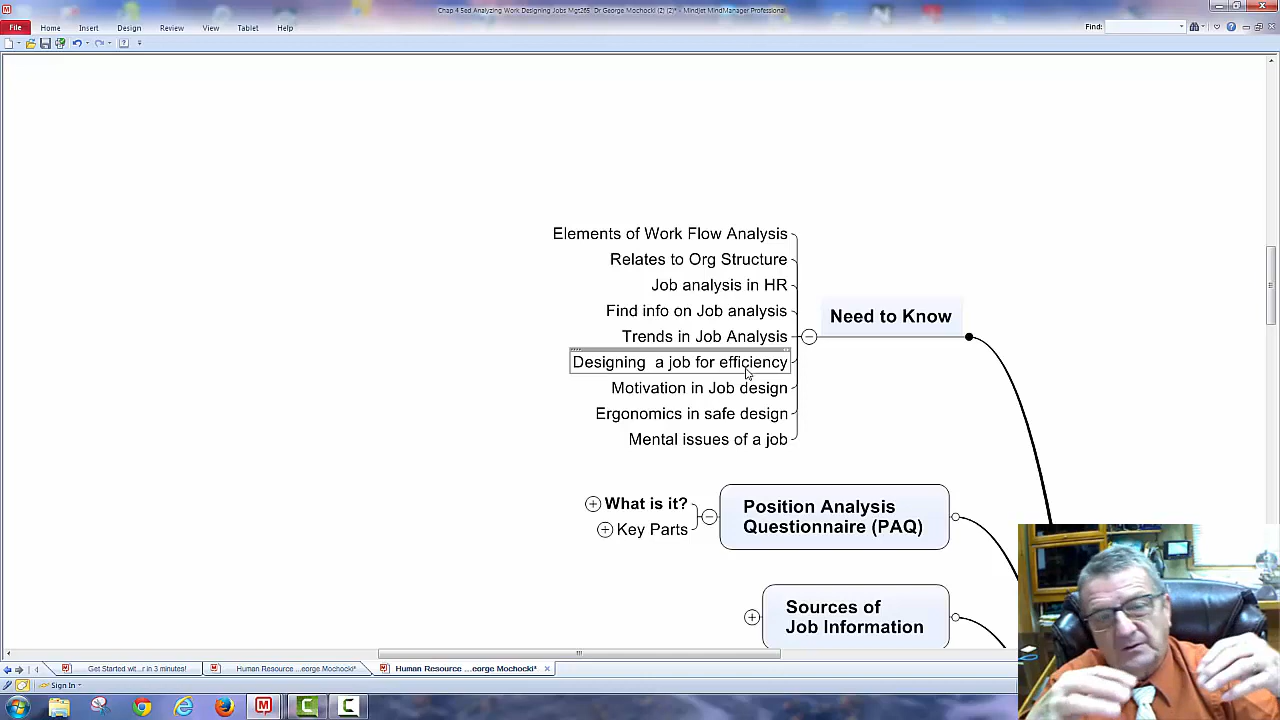 Chap 4 5ed Analyzing Work Designing Jobs Mgt265 Dr George Mochocki (2) (2)* - Mindjet MindManager Professional
File Home Insert Design Review View Tablet Help Find:
Elements of Work Flow Analysis
Relates to Org Structure
Job analysis in HR
Find info on Job analysis
Trends in Job Analysis
Designing a job for efficiency
Motivation in Job design
Ergonomics in safe design
Mental issues of a job
Need to Know
What is it?
Key Parts
Position Analysis
Questionnaire (PAQ)
Sources of
Job Information
Get Started wit...r in 3 minutes! Human Resource ...eorge Mochocki* Human Resource ...eorge Mochocki*
Sign In